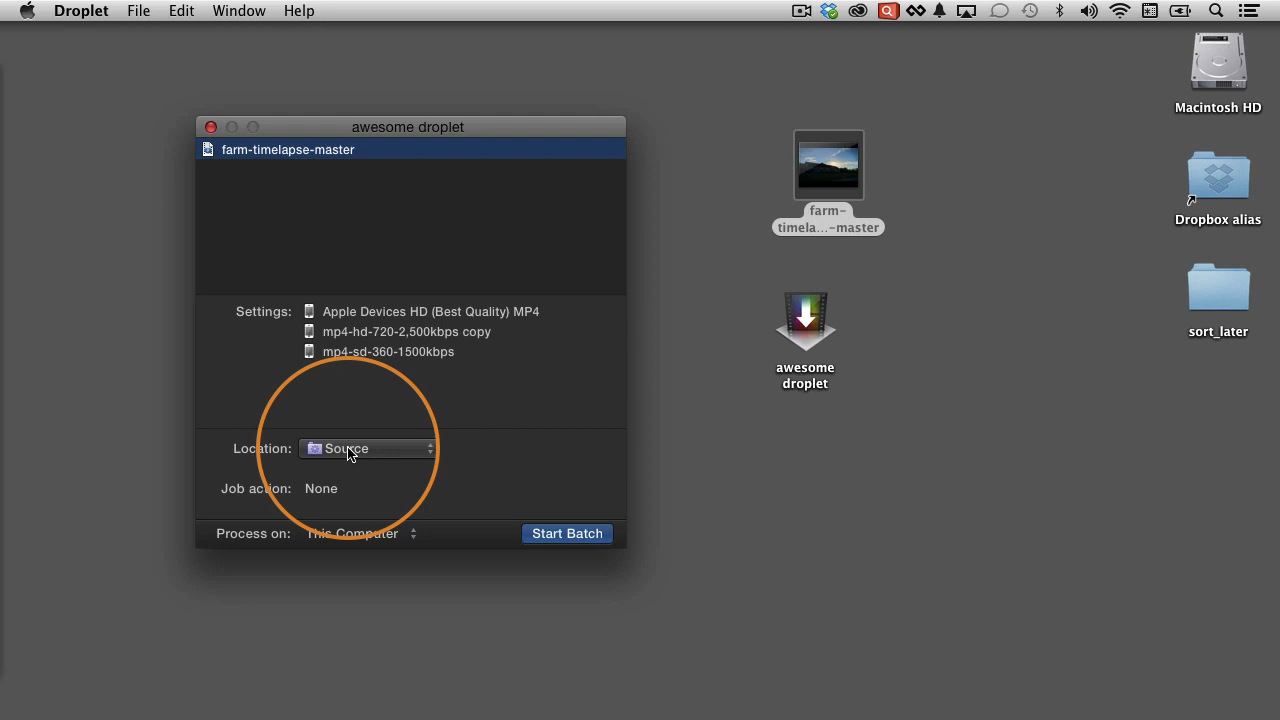 Droplet File Edit Window Help
awesome droplet
farm-timelapse-master
Settings: Apple Devices HD (Best Quality) MP4
mp4-hd-720-2,500kbps copy
mp4-sd-360-1500kbps
Location: Source
Job action: None
Process on: This Computer Start Batch
farm-
timela...-master
awesome
droplet
Macintosh HD
Dropbox alias
sort_later